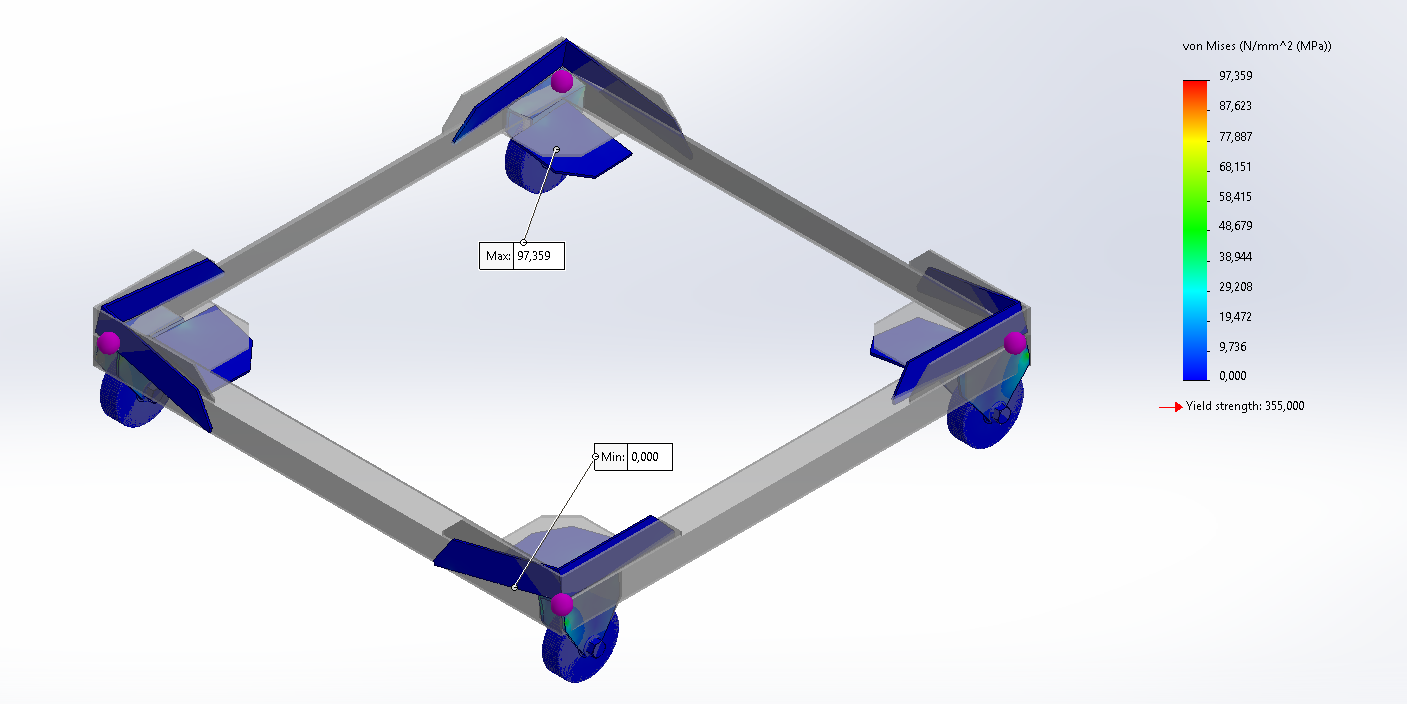 von Mises (N/mm^2 (MPa))
97,359
87,623
77,887
68,151
58,415
48,679
38,944
29,208
19,472
9,736
0,000
Yield strength: 355,000
Max: 97,359
Min: 0,000